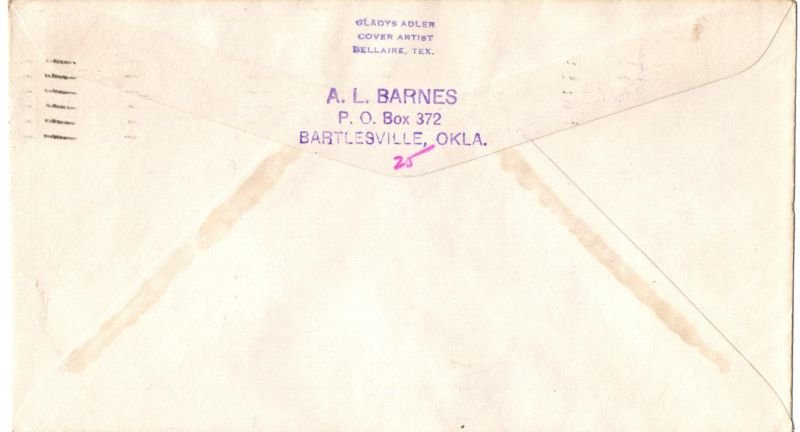 GLADYS ADLER
COVER ARTIST
BELLAIRE, TEX.
A. L. BARNES
P. O. Box 372
BARTLESVILLE, OKLA.
25